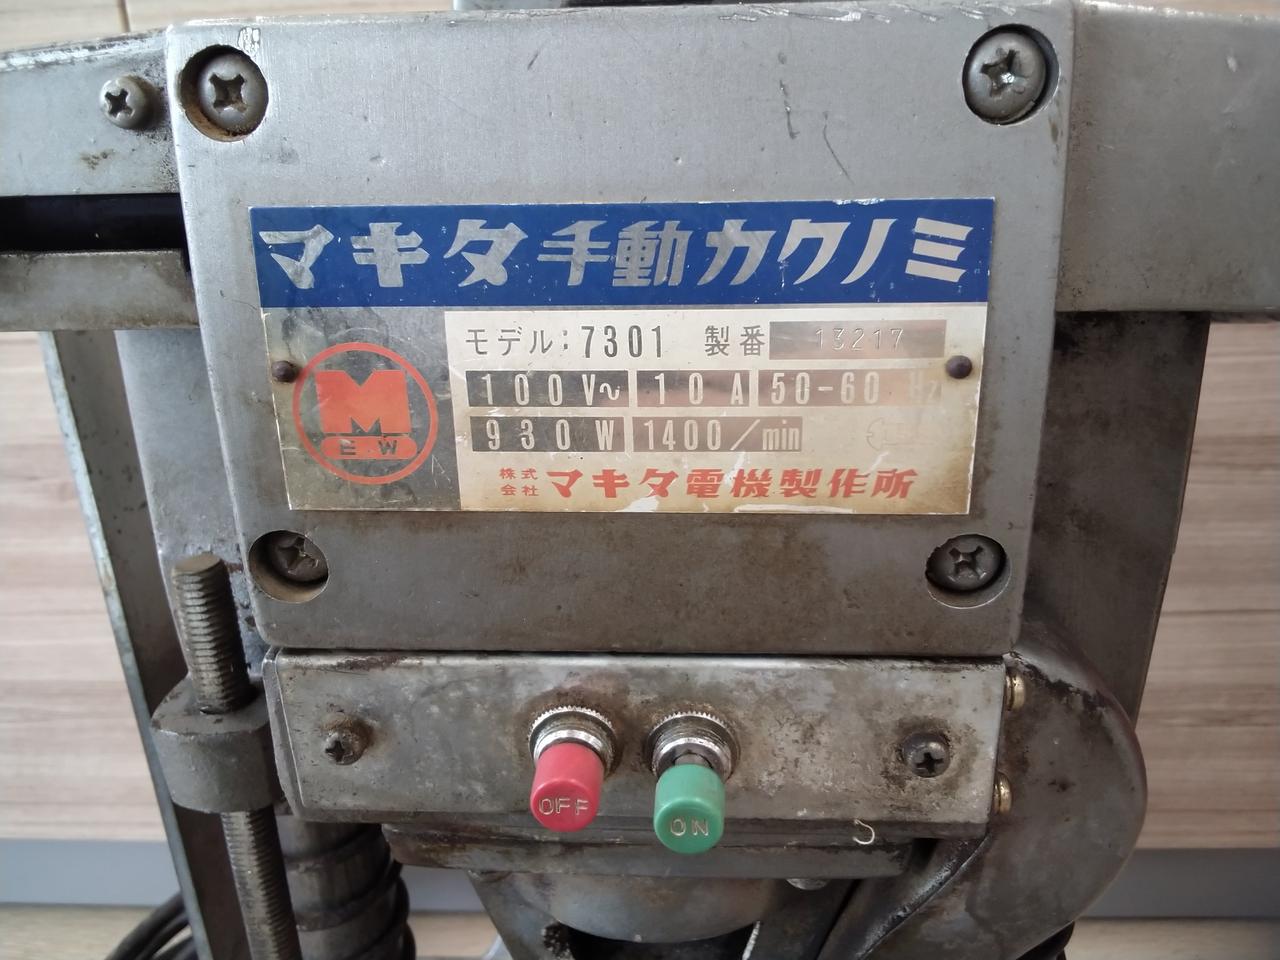 マキタ手動カクノミ
モデル:7301 製番 13217
100V~ 10A 50-60 Hz
930W 1400/min
M
E・W
株式会社 マキタ電機製作所
OFF
ON